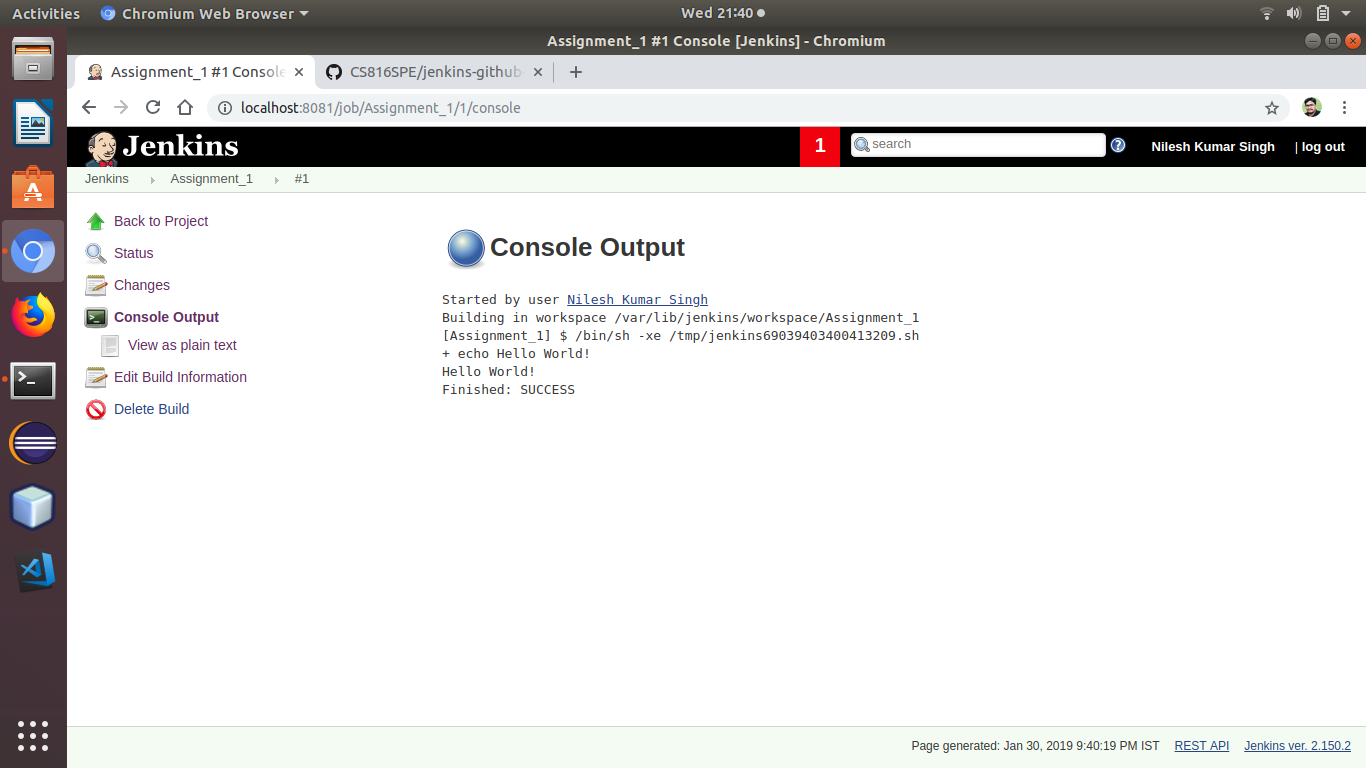 Activities Chromium Web Browser Wed 21:40
Assignment_1 #1 Console [Jenkins] - Chromium
Assignment_1 #1 Console CS816SPE/jenkins-github
localhost:8081/job/Assignment_1/1/console
Jenkins 1 search Nilesh Kumar Singh | log out
Jenkins Assignment_1 #1
Back to Project
Status
Changes
Console Output
View as plain text
Edit Build Information
Delete Build
Console Output
Started by user Nilesh Kumar Singh
Building in workspace /var/lib/jenkins/workspace/Assignment_1
[Assignment_1] $ /bin/sh -xe /tmp/jenkins69039403400413209.sh
+ echo Hello World!
Hello World!
Finished: SUCCESS
Page generated: Jan 30, 2019 9:40:19 PM IST REST API Jenkins ver. 2.150.2